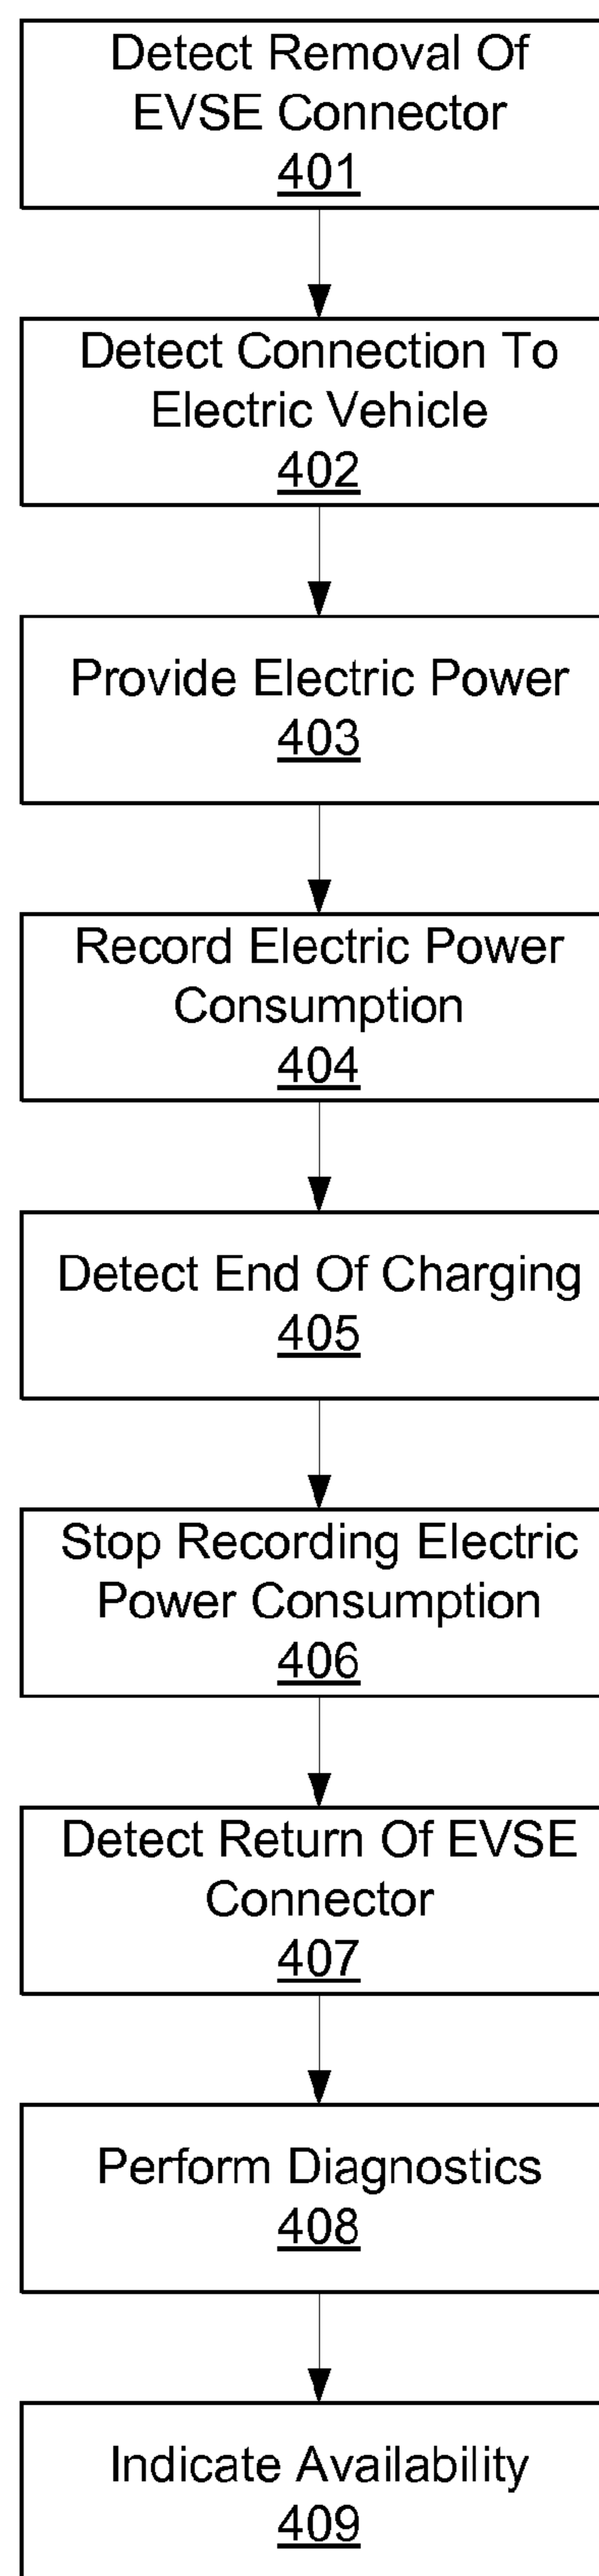 Detect Removal Of
EVSE Connector
401
Detect Connection To
Electric Vehicle
402
Provide Electric Power
403
Record Electric Power
Consumption
404
Detect End Of Charging
405
Stop Recording Electric
Power Consumption
406
Detect Return Of EVSE
Connector
407
Perform Diagnostics
408
Indicate Availability
409